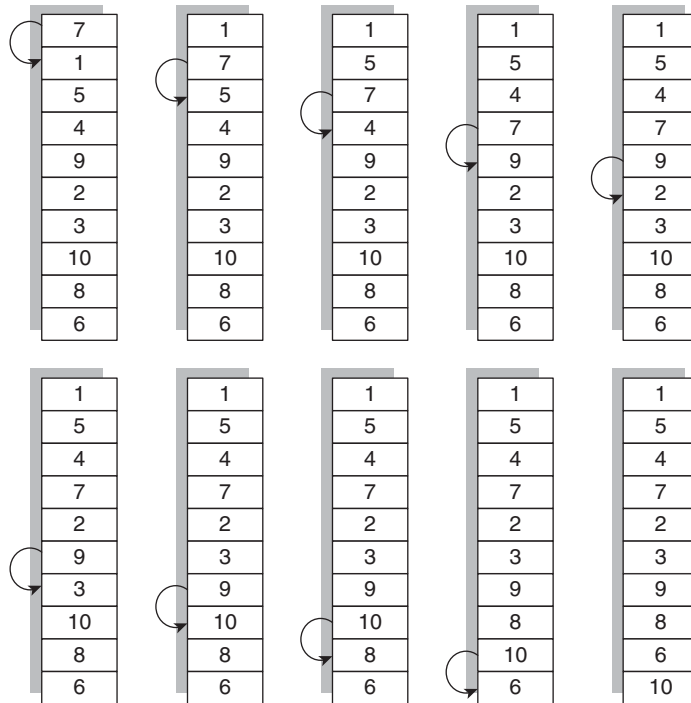 7 1 1 1 1
1 7 5 5 5
5 5 7 4 4
4 4 4 7 7
9 9 9 9 9
2 2 2 2 2
3 3 3 3 3
10 10 10 10 10
8 8 8 8 8
6 6 6 6 6
1 1 1 1 1
5 5 5 5 5
4 4 4 4 4
7 7 7 7 7
2 2 2 2 2
9 3 3 3 3
3 9 9 9 9
10 10 10 8 8
8 8 8 10 6
6 6 6 6 10